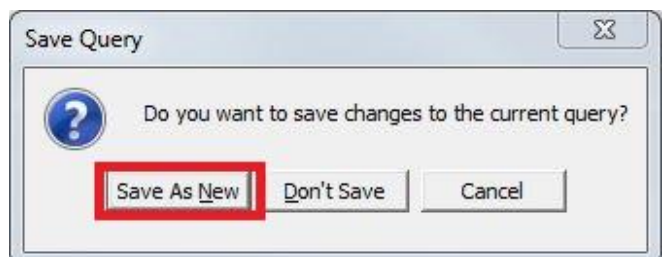 Save Query
Do you want to save changes to the current query?
Save As New Don't Save Cancel